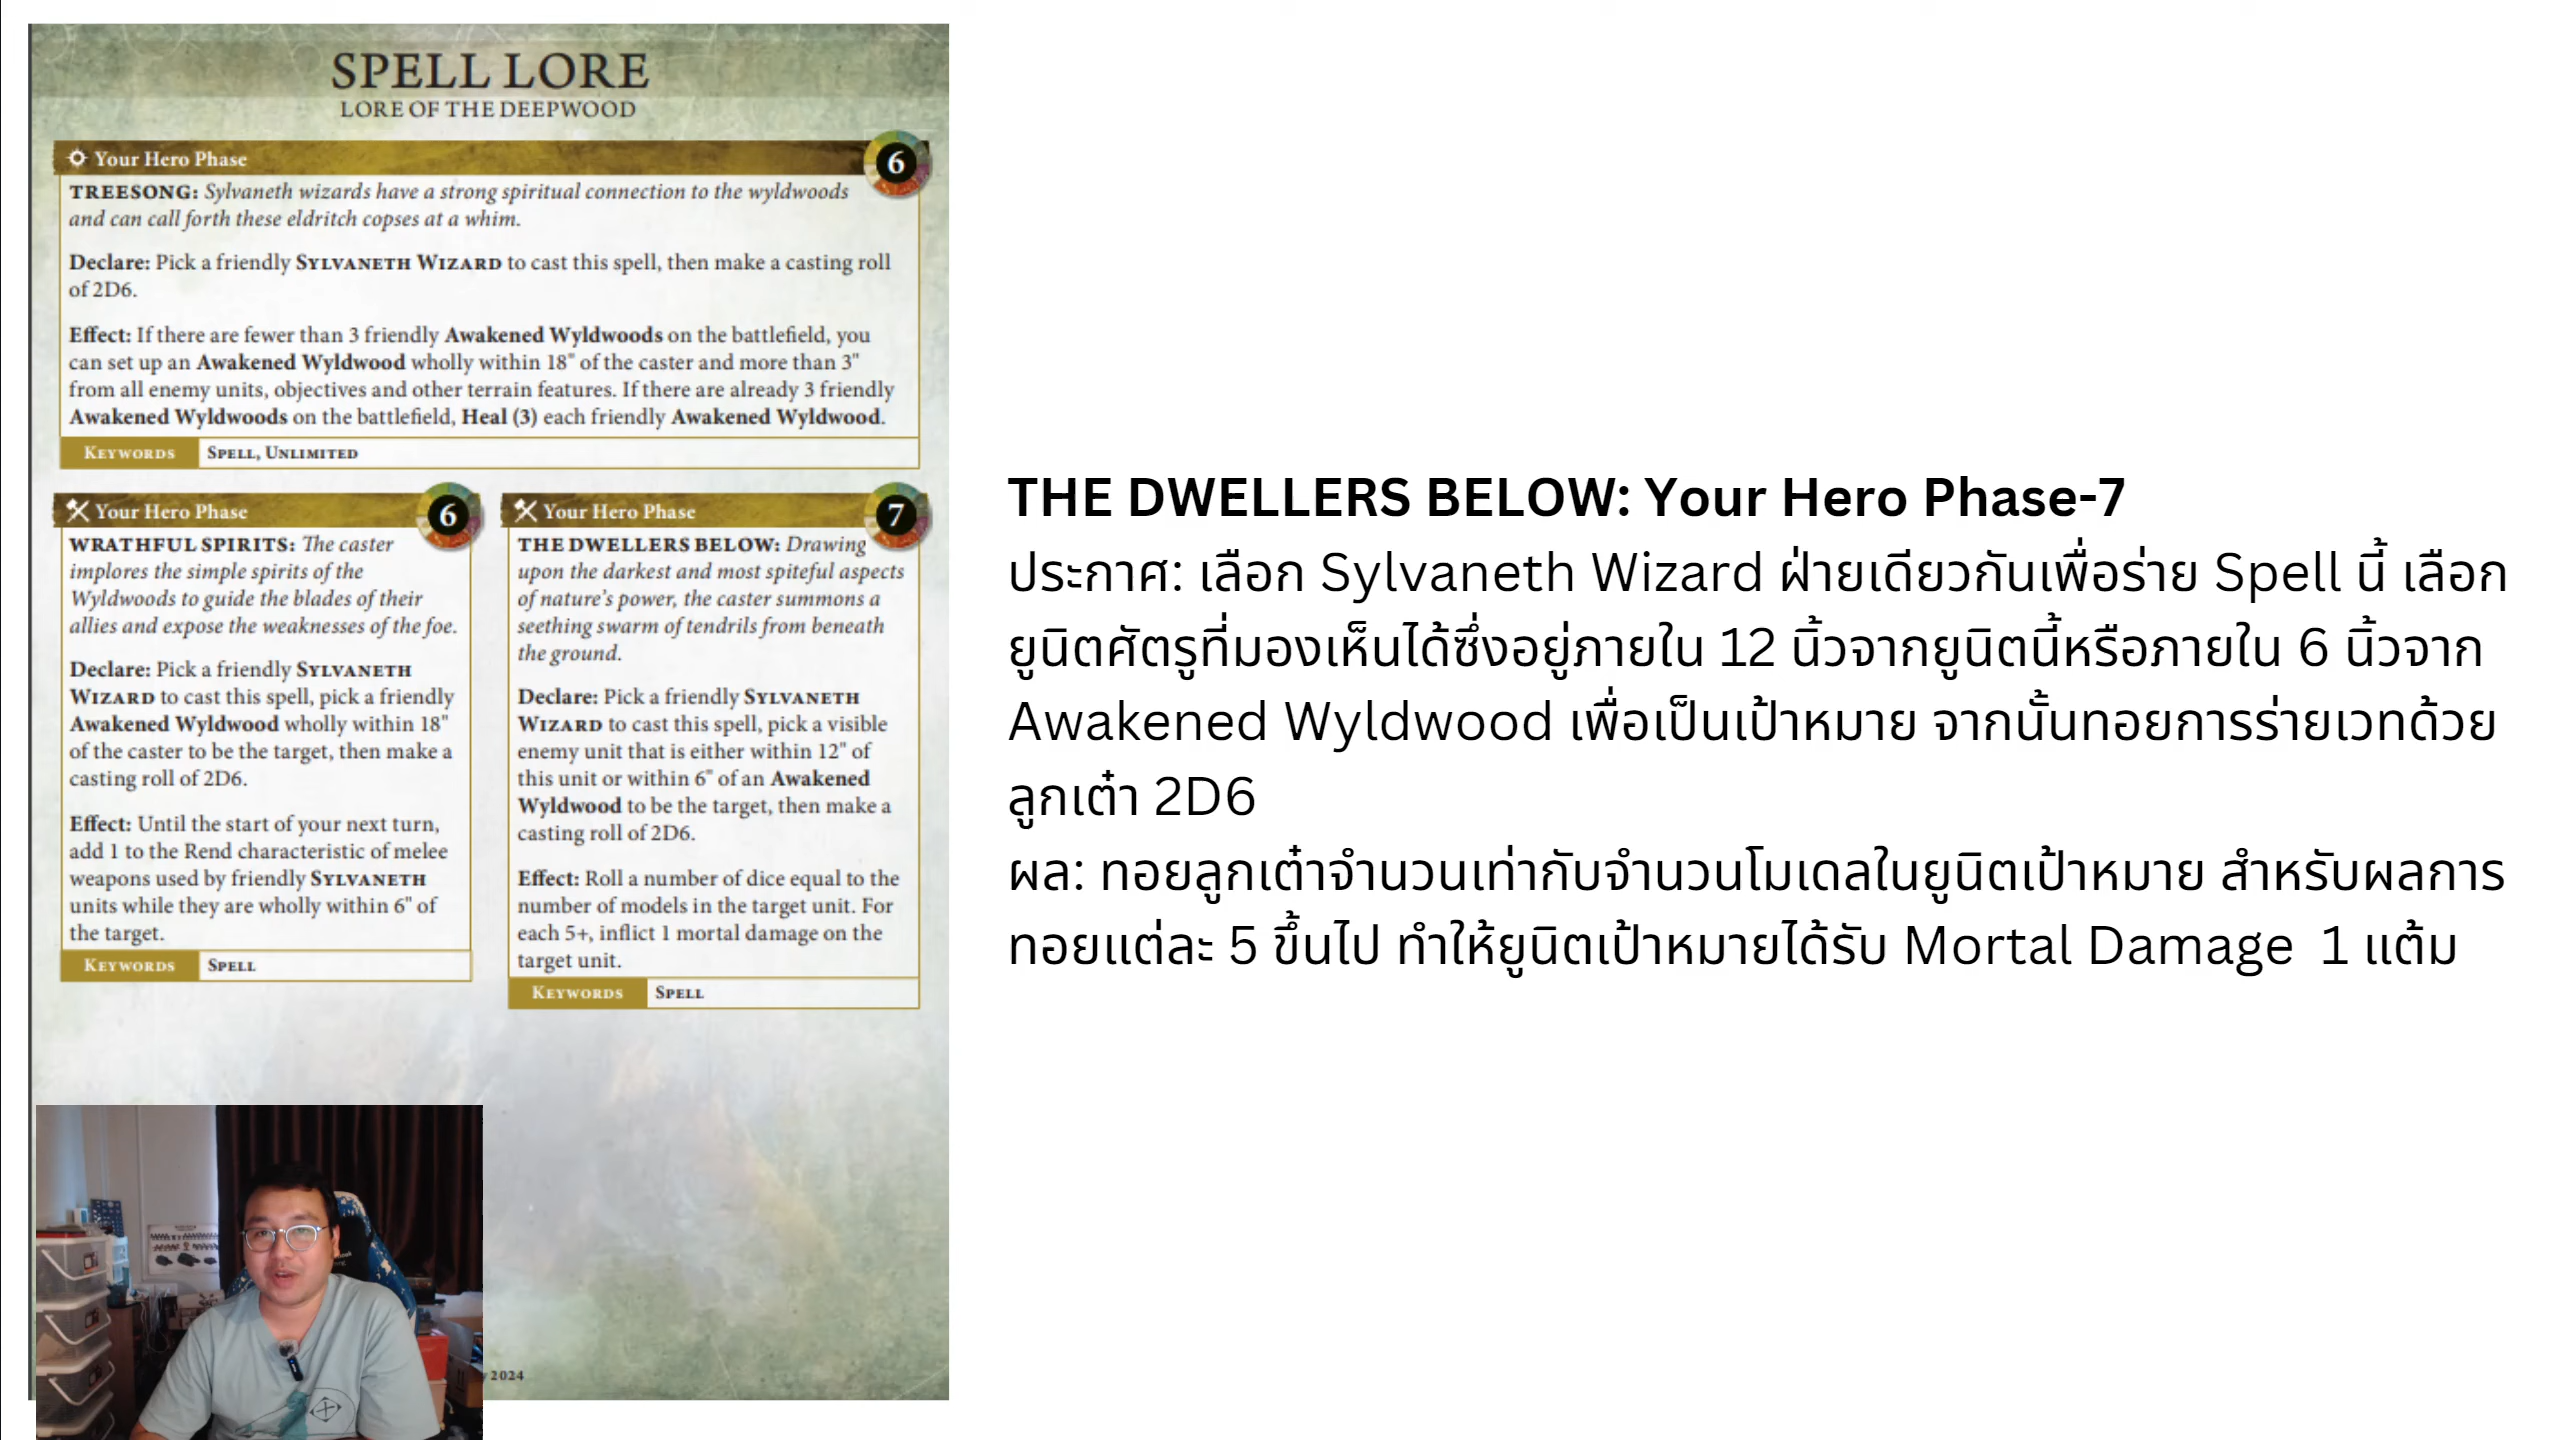 SPELL LORE
LORE OF THE DEEPWOOD
Your Hero Phase
6
TREESONG: Sylvaneth wizards have a strong spiritual connection to the wyldwoods
and can call forth these eldritch copses at a whim.
Declare: Pick a friendly SYLVANETH WIZARD to cast this spell, then make a casting roll
of 2D6.
Effect: If there are fewer than 3 friendly Awakened Wyldwoods on the battlefield, you
can set up an Awakened Wyldwood wholly within 18" of the caster and more than 3"
from all enemy units, objectives and other terrain features. If there are already 3 friendly
Awakened Wyldwoods on the battlefield, Heal (3) each friendly Awakened Wyldwood.
KEYWORDS SPELL, UNLIMITED
Your Hero Phase
6
WRATHFUL SPIRITS: The caster
implores the simple spirits of the
Wyldwoods to guide the blades of their
allies and expose the weaknesses of the foe.
Declare: Pick a friendly SYLVANETH
WIZARD to cast this spell, pick a friendly
Awakened Wyldwood wholly within 18"
of the caster to be the target, then make a
casting roll of 2D6.
Effect: Until the start of your next turn,
add 1 to the Rend characteristic of melee
weapons used by friendly SYLVANETH
units while they are wholly within 6" of
the target.
KEYWORDS SPELL
Your Hero Phase
7
THE DWELLERS BELOW: Drawing
upon the darkest and most spiteful aspects
of nature's power, the caster summons a
seething swarm of tendrils from beneath
the ground.
Declare: Pick a friendly SYLVANETH
WIZARD to cast this spell, pick a visible
enemy unit that is either within 12" of
this unit or within 6" of an Awakened
Wyldwood to be the target, then make a
casting roll of 2D6.
Effect: Roll a number of dice equal to the
number of models in the target unit. For
each 5+, inflict 1 mortal damage on the
target unit.
KEYWORDS SPELL
2024
THE DWELLERS BELOW: Your Hero Phase-7
ประกาศ: เลือก Sylvaneth Wizard ฝ่ายเดียวกันเพื่อร่าย Spell นี้ เลือก
ยูนิตศัตรูที่มองเห็นได้ซึ่งอยู่ภายใน 12 นิ้วจากยูนิตนี้หรือภายใน 6 นิ้วจาก
Awakened Wyldwood เพื่อเป็นเป้าหมาย จากนั้นทอยการร่ายเวทด้วย
ลูกเต๋า 2D6
ผล: ทอยลูกเต๋าจำนวนเท่ากับจำนวนโมเดลในยูนิตเป้าหมาย สำหรับผลการ
ทอยแต่ละ 5 ขึ้นไป ทำให้ยูนิตเป้าหมายได้รับ Mortal Damage 1 แต้ม